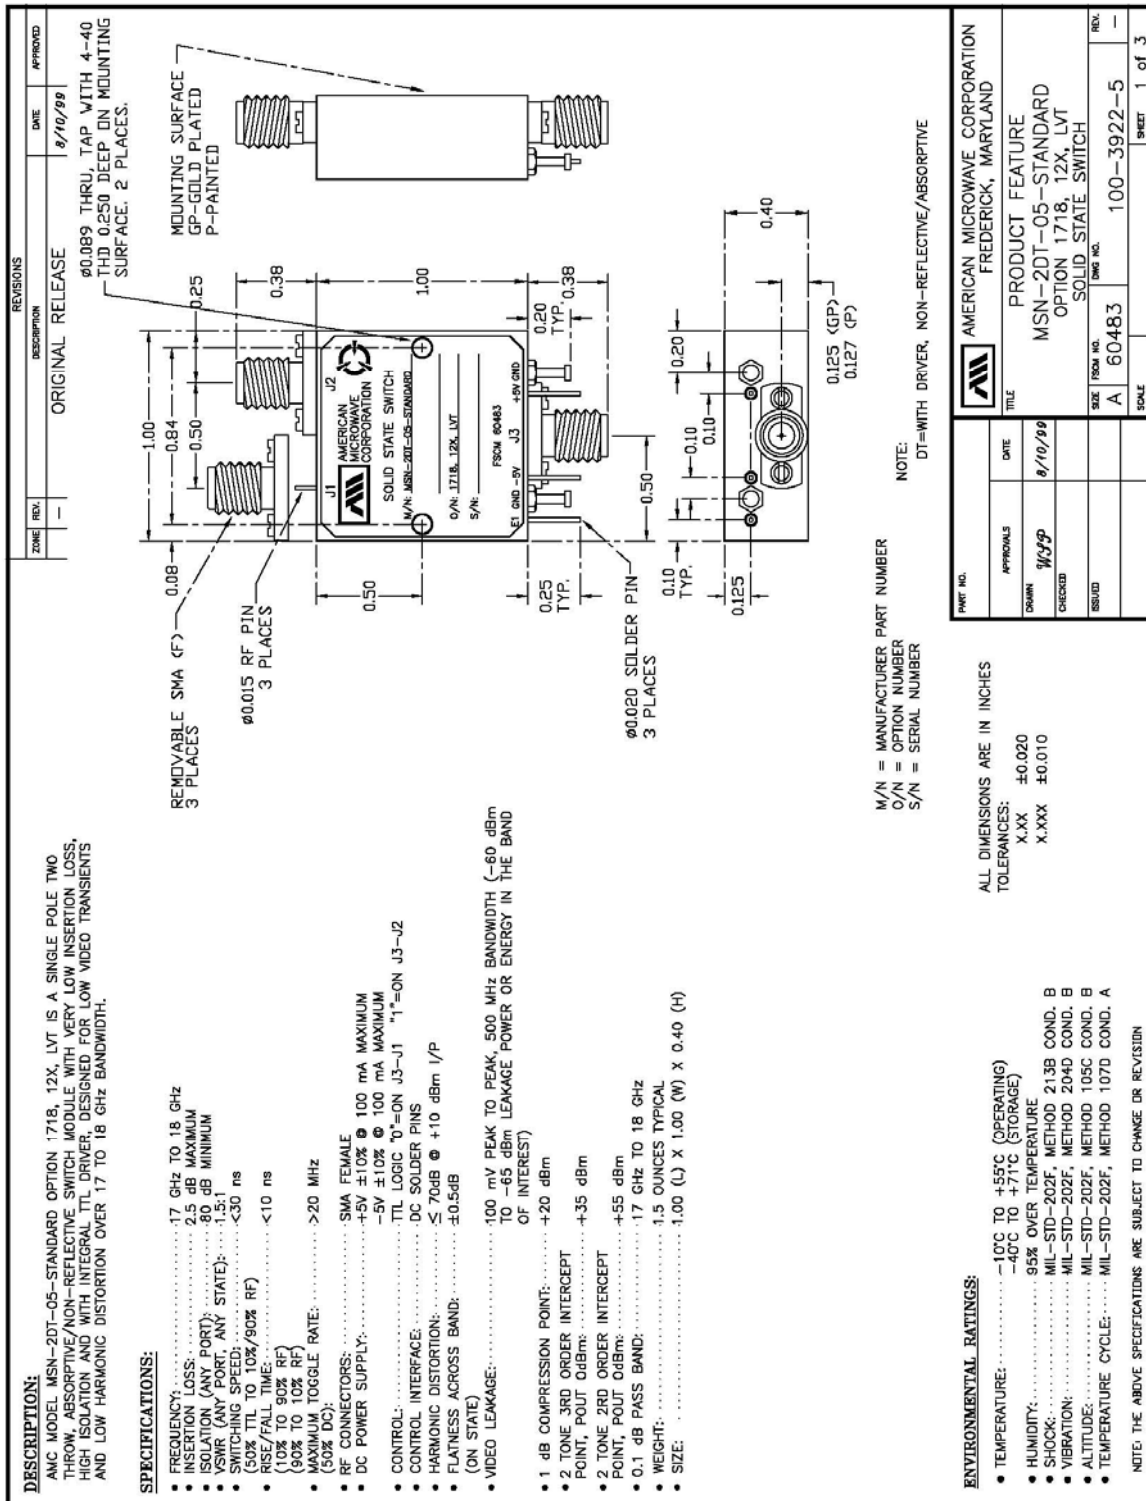 DESCRIPTION:
AMC MODEL MSN-2DT-05-STANDARD OPTION 1718, 12X, LVT IS A SINGLE POLE TWO
THROW, ABSORPTIVE/NON-REFLECTIVE SWITCH MODULE WITH VERY LOW INSERTION LOSS,
HIGH ISOLATION AND WITH INTEGRAL TTL DRIVER, DESIGNED FOR LOW VIDEO TRANSIENTS
AND LOW HARMONIC DISTORTION OVER 17 TO 18 GHz BANDWIDTH.
SPECIFICATIONS:
• FREQUENCY: 17 GHz TO 18 GHz
• INSERTION LOSS: 2.5 dB MAXIMUM
• ISOLATION (ANY PORT): 80 dB MINIMUM
• VSWR (ANY PORT, ANY STATE): 1.5:1
• SWITCHING SPEED: <30 ns
(50% TTL TO 10%/90% RF)
• RISE/FALL TIME: <10 ns
(10% TO 90% RF)
(90% TO 10% RF)
• MAXIMUM TOGGLE RATE: >20 MHz
(50% DC):
• RF CONNECTORS: SMA FEMALE
• DC POWER SUPPLY: +5V ±10% @ 100 mA MAXIMUM
-5V ±10% @ 100 mA MAXIMUM
• CONTROL: TTL LOGIC "0"=ON J3-J1 "1"=ON J3-J2
• CONTROL INTERFACE: DC SOLDER PINS
• HARMONIC DISTORTION: ≤ 70dB @ +10 dBm I/P
• FLATNESS ACROSS BAND: ±0.5dB
(ON STATE)
• VIDEO LEAKAGE: 100 mV PEAK TO PEAK, 500 MHz BANDWIDTH (-60 dBm
TO -65 dBm LEAKAGE POWER OR ENERGY IN THE BAND
OF INTEREST)
• 1 dB COMPRESSION POINT: +20 dBm
• 2 TONE 3RD ORDER INTERCEPT
POINT, POUT 0dBm: +35 dBm
• 2 TONE 2RD ORDER INTERCEPT
POINT, POUT 0dBm: +55 dBm
• 0.1 dB PASS BAND: 17 GHz TO 18 GHz
• WEIGHT: 1.5 OUNCES TYPICAL
• SIZE: 1.00 (L) X 1.00 (W) X 0.40 (H)
ENVIRONMENTAL RATINGS:
• TEMPERATURE: -10°C TO +55°C (OPERATING)
-40°C TO +71°C (STORAGE)
• HUMIDITY: 95% OVER TEMPERATURE
• SHOCK: MIL-STD-202F, METHOD 213B COND. B
• VIBRATION: MIL-STD-202F, METHOD 204D COND. B
• ALTITUDE: MIL-STD-202F, METHOD 105C COND. B
• TEMPERATURE CYCLE: MIL-STD-202F, METHOD 107D COND. A
NOTE: THE ABOVE SPECIFICATIONS ARE SUBJECT TO CHANGE OR REVISION
REVISIONS
ZONE REV. DESCRIPTION DATE APPROVED
— ORIGINAL RELEASE 8/10/99
REMOVABLE SMA (F)
3 PLACES
ø0.015 RF PIN
3 PLACES
ø0.089 THRU, TAP WITH 4-40
THD 0.250 DEEP ON MOUNTING
SURFACE. 2 PLACES.
MOUNTING SURFACE
GP-GOLD PLATED
P-PAINTED
0.08
1.00
0.84
0.50
0.25
0.38
1.00
0.38
0.50
0.20
TYP.
0.25
TYP.
J1
J2
AMERICAN
MICROWAVE
CORPORATION
SOLID STATE SWITCH
M/N: MSN-2DT-05-STANDARD
O/N: 1718, 12X, LVT
S/N:
FSCM 60483
E1 GND -5V J3 +5V GND
ø0.020 SOLDER PIN
3 PLACES
0.50
0.10
TYP.
0.10
0.10
0.20
0.40
0.125
0.125 (GP)
0.127 (P)
M/N = MANUFACTURER PART NUMBER
O/N = OPTION NUMBER
S/N = SERIAL NUMBER
NOTE:
DT=WITH DRIVER, NON-REFLECTIVE/ABSORPTIVE
ALL DIMENSIONS ARE IN INCHES
TOLERANCES:
X.XX ±0.020
X.XXX ±0.010
PART NO.
APPROVALS DATE
DRAWN WSP 8/10/99
CHECKED
ISSUED
AMERICAN MICROWAVE CORPORATION
FREDERICK, MARYLAND
TITLE
PRODUCT FEATURE
MSN-2DT-05-STANDARD
OPTION 1718, 12X, LVT
SOLID STATE SWITCH
SIZE A
FSCM NO. 60483
DWG NO. 100-3922-5
REV. —
SCALE
SHEET 1 of 3